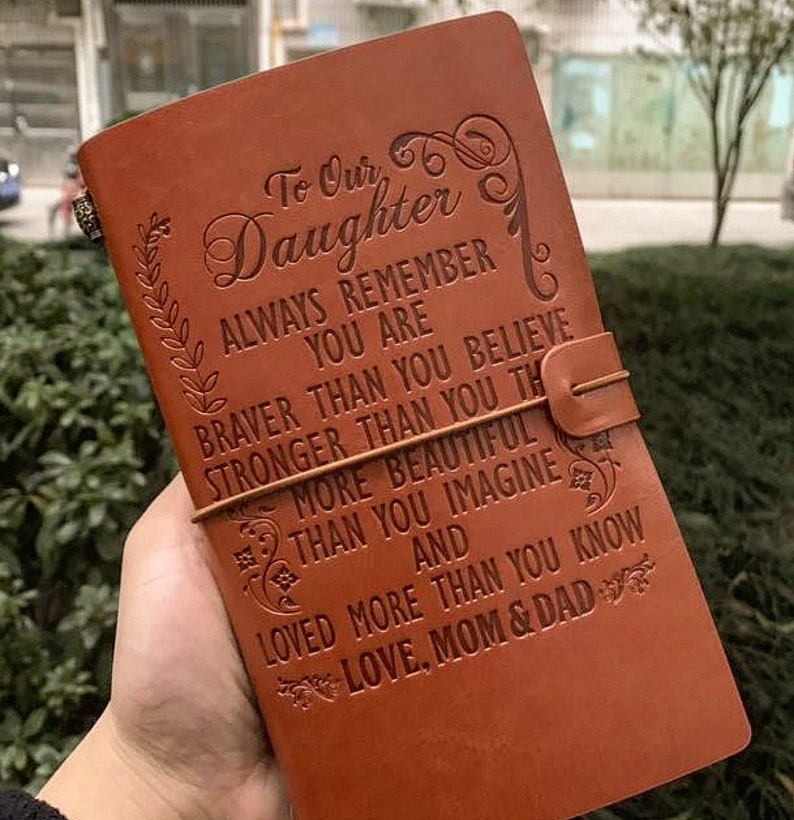 To Our
Daughter
ALWAYS REMEMBER
YOU ARE
BRAVER THAN YOU BELIEVE
STRONGER THAN YOU
MORE BEAUTIFUL
THAN YOU IMAGINE
AND
LOVED MORE THAN YOU KNOW
LOVE, MOM & DAD